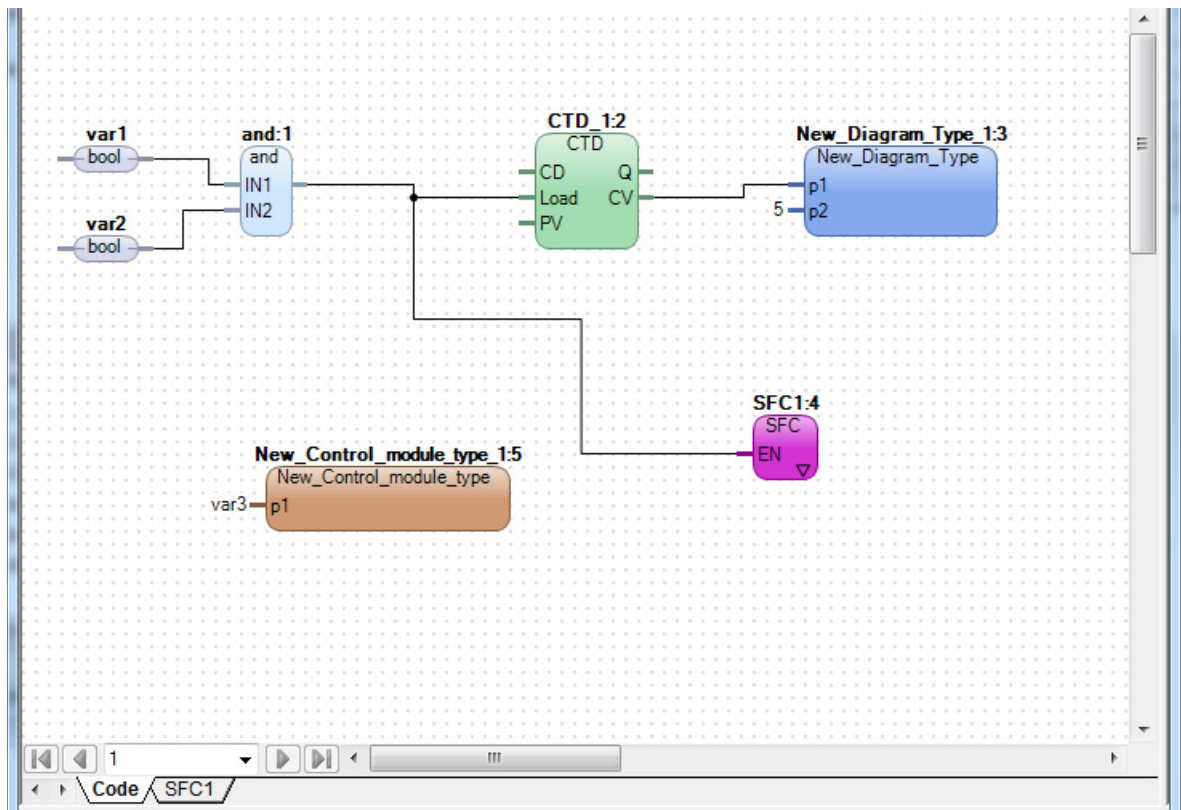 var1
bool
var2
bool
and:1
and
IN1
IN2
CTD_1:2
CTD
CD Q
Load CV
PV
New_Diagram_Type_1:3
New_Diagram_Type
p1
5 p2
SFC1:4
SFC
EN
New_Control_module_type_1:5
New_Control_module_type
var3 p1
1
Code SFC1